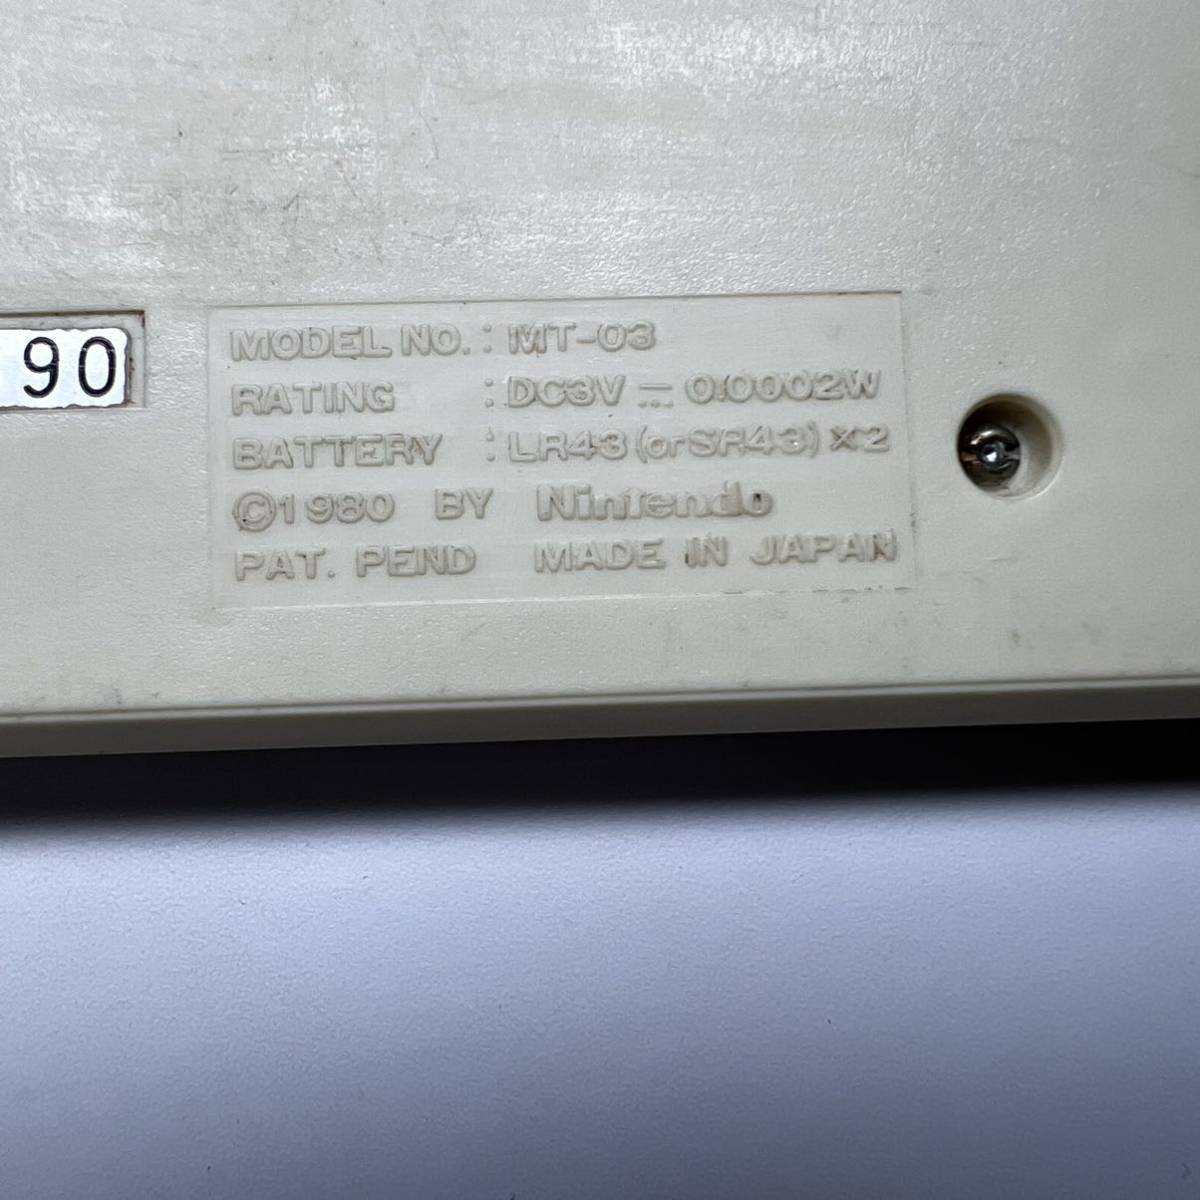 90
MODEL NO. : MT-03
RATING : DC3V ⎓ 0.0002W
BATTERY : LR43 (or SR43) × 2
©1980 BY Nintendo
PAT. PEND MADE IN JAPAN